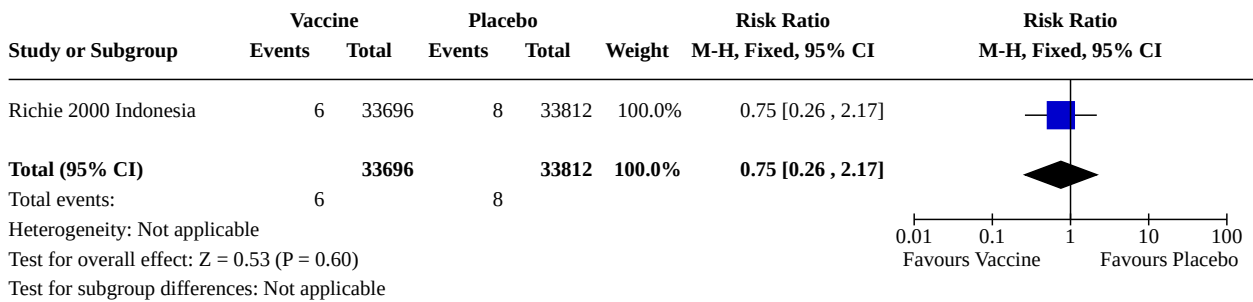 Vaccine Placebo Risk Ratio Risk Ratio
Study or Subgroup Events Total Events Total Weight M-H, Fixed, 95% CI M-H, Fixed, 95% CI
Richie 2000 Indonesia 6 33696 8 33812 100.0% 0.75 [0.26 , 2.17]
Total (95% CI) 33696 33812 100.0% 0.75 [0.26 , 2.17]
Total events: 6 8
Heterogeneity: Not applicable
Test for overall effect: Z = 0.53 (P = 0.60)
Test for subgroup differences: Not applicable
0.01 0.1 1 10 100
Favours Vaccine Favours Placebo